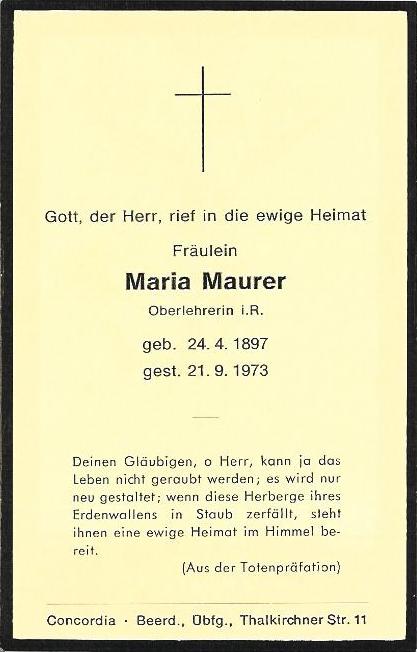 Gott, der Herr, rief in die ewige Heimat
Fräulein
Maria Maurer
Oberlehrerin i.R.
geb. 24. 4. 1897
gest. 21. 9. 1973
Deinen Gläubigen, o Herr, kann ja das
Leben nicht geraubt werden; es wird nur
neu gestaltet; wenn diese Herberge ihres
Erdenwallens in Staub zerfällt, steht
ihnen eine ewige Heimat im Himmel be-
reit.
(Aus der Totenpräfation)
Concordia · Beerd., Übfg., Thalkirchner Str. 11